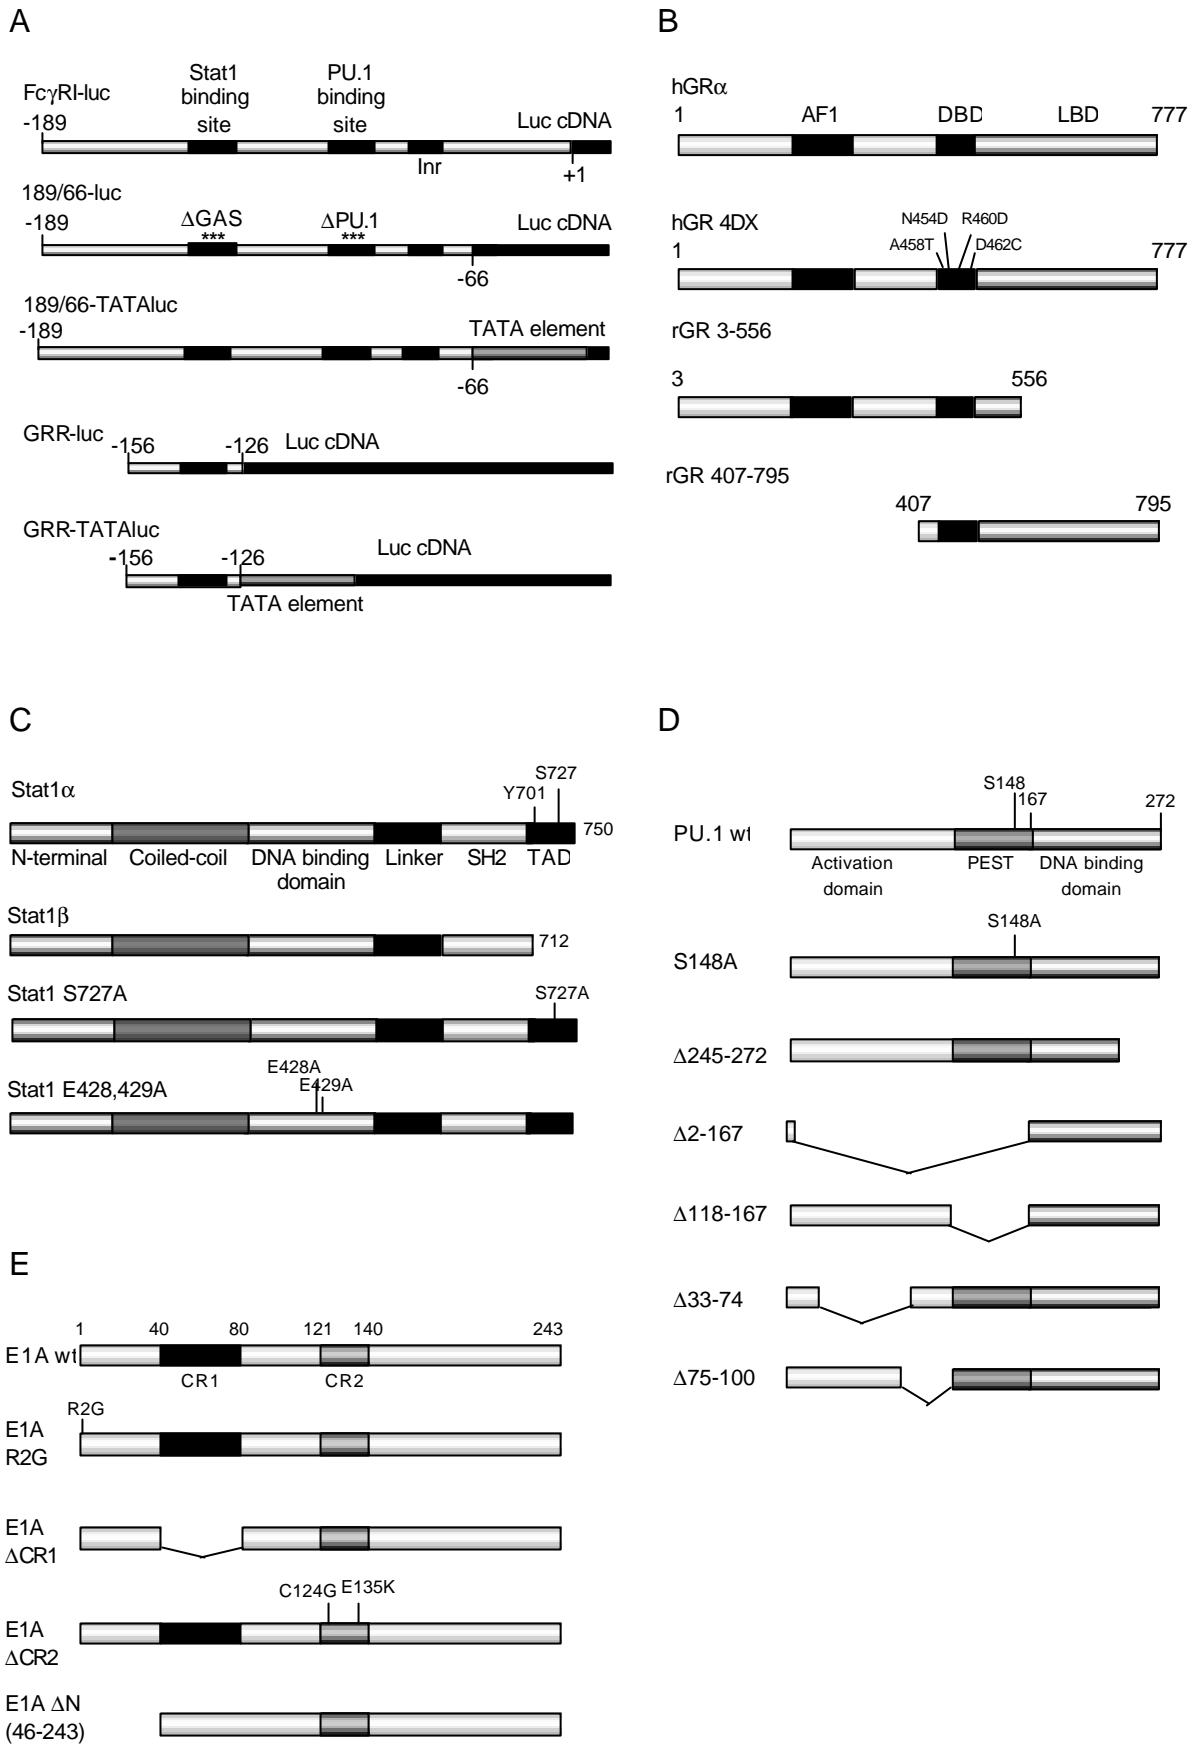 A
Stat1 binding site
PU.1 binding site
FcγRI-luc
-189
Luc cDNA
Inr
+1
189/66-luc
-189
ΔGAS
***
ΔPU.1
***
Luc cDNA
-66
189/66-TATAluc
-189
TATA element
-66
GRR-luc
-156
-126
Luc cDNA
GRR-TATAluc
-156
-126
Luc cDNA
TATA element
B
hGRα
1
AF1
DBD
LBD
777
hGR 4DX
1
N454D
R460D
A458T
D462C
777
rGR 3-556
3
556
rGR 407-795
407
795
C
Stat1α
Y701
S727
750
N-terminal
Coiled-coil
DNA binding domain
Linker
SH2
TAD
Stat1β
712
Stat1 S727A
S727A
Stat1 E428,429A
E428A
E429A
D
PU.1 wt
S148
167
272
Activation domain
PEST
DNA binding domain
S148A
S148A
Δ245-272
Δ2-167
Δ118-167
Δ33-74
Δ75-100
E
1
40
80
121
140
243
E1A wt
CR1
CR2
R2G
E1A
R2G
E1A
ΔCR1
C124G
E135K
E1A
ΔCR2
E1A ΔN
(46-243)